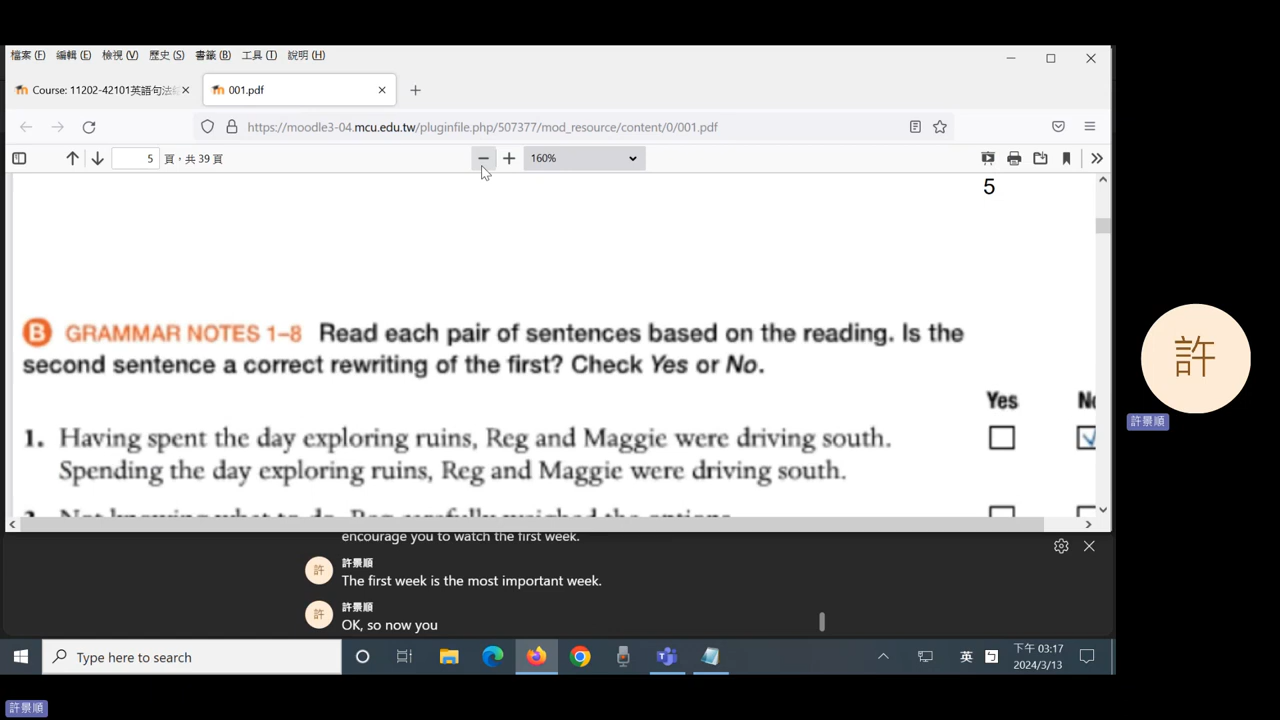 檔案 (F) 編輯 (E) 檢視 (V) 歷史 (S) 書籤 (B) 工具 (T) 說明 (H)
Course: 11202-42101英語句法
001.pdf
https://moodle3-04.mcu.edu.tw/pluginfile.php/507377/mod_resource/content/0/001.pdf
5 頁，共 39 頁
160%
5
B GRAMMAR NOTES 1–8 Read each pair of sentences based on the reading. Is the
second sentence a correct rewriting of the first? Check Yes or No.
Yes No
1. Having spent the day exploring ruins, Reg and Maggie were driving south.
Spending the day exploring ruins, Reg and Maggie were driving south.
encourage you to watch the first week.
許景順
許 The first week is the most important week.
許景順
許 OK, so now you
許
許景順
Type here to search
英
下午 03:17
2024/3/13
許景順